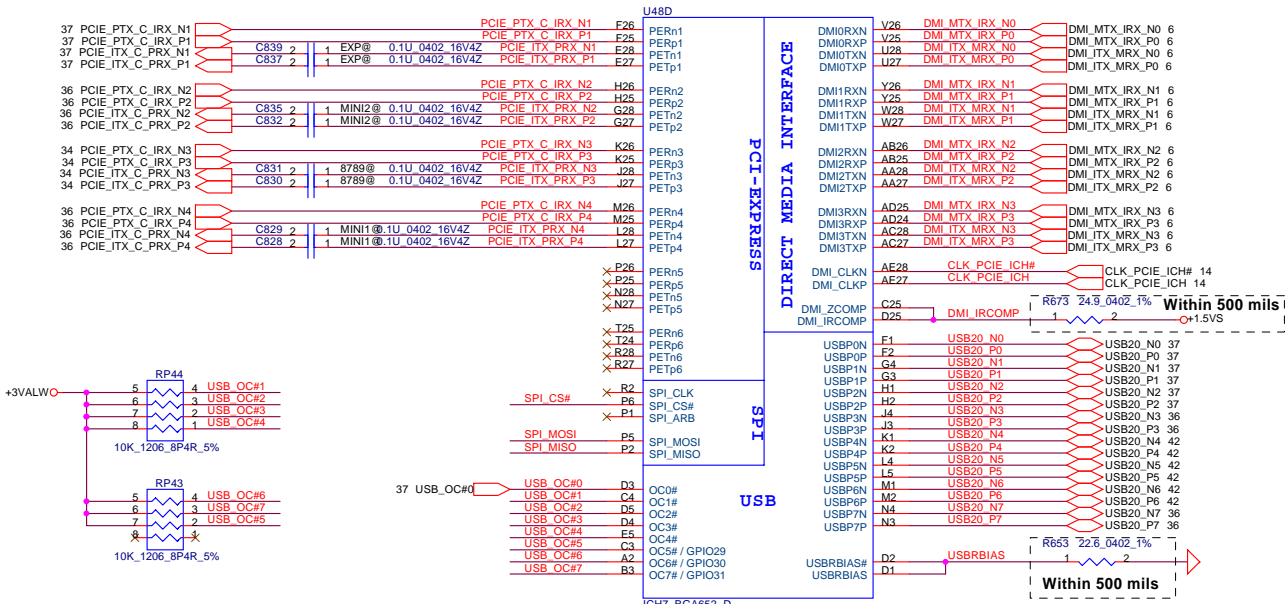 U48D
37 PCIE_PTX_C_IRX_N1 PCIE_PTX_C_IRX_N1 F26 PERn1 DMI0RXN V26 DMI_MTX_IRX_N0 DMI_MTX_IRX_N0 6
37 PCIE_PTX_C_IRX_P1 PCIE_PTX_C_IRX_P1 F25 PERp1 DMI0RXP V25 DMI_MTX_IRX_P0 DMI_MTX_IRX_P0 6
37 PCIE_ITX_C_PRX_N1 C839 2 1 EXP@ 0.1U_0402_16V4Z PCIE_ITX_PRX_N1 E28 PETn1 DMI0TXN U28 DMI_ITX_MRX_N0 DMI_ITX_MRX_N0 6
37 PCIE_ITX_C_PRX_P1 C837 2 1 EXP@ 0.1U_0402_16V4Z PCIE_ITX_PRX_P1 E27 PETp1 DMI0TXP U27 DMI_ITX_MRX_P0 DMI_ITX_MRX_P0 6
36 PCIE_PTX_C_IRX_N2 PCIE_PTX_C_IRX_N2 H26 PERn2 DMI1RXN Y26 DMI_MTX_IRX_N1 DMI_MTX_IRX_N1 6
36 PCIE_PTX_C_IRX_P2 PCIE_PTX_C_IRX_P2 H25 PERp2 DMI1RXP Y25 DMI_MTX_IRX_P1 DMI_MTX_IRX_P1 6
36 PCIE_ITX_C_PRX_N2 C835 2 1 MINI2@ 0.1U_0402_16V4Z PCIE_ITX_PRX_N2 G28 PETn2 DMI1TXN W28 DMI_ITX_MRX_N1 DMI_ITX_MRX_N1 6
36 PCIE_ITX_C_PRX_P2 C832 2 1 MINI2@ 0.1U_0402_16V4Z PCIE_ITX_PRX_P2 G27 PETp2 DMI1TXP W27 DMI_ITX_MRX_P1 DMI_ITX_MRX_P1 6
34 PCIE_PTX_C_IRX_N3 PCIE_PTX_C_IRX_N3 K26 PERn3 DMI2RXN AB26 DMI_MTX_IRX_N2 DMI_MTX_IRX_N2 6
34 PCIE_PTX_C_IRX_P3 PCIE_PTX_C_IRX_P3 K25 PERp3 DMI2RXP AB25 DMI_MTX_IRX_P2 DMI_MTX_IRX_P2 6
34 PCIE_ITX_C_PRX_N3 C831 2 1 8789@ 0.1U_0402_16V4Z PCIE_ITX_PRX_N3 J28 PETn3 DMI2TXN AA28 DMI_ITX_MRX_N2 DMI_ITX_MRX_N2 6
34 PCIE_ITX_C_PRX_P3 C830 2 1 8789@ 0.1U_0402_16V4Z PCIE_ITX_PRX_P3 J27 PETp3 DMI2TXP AA27 DMI_ITX_MRX_P2 DMI_ITX_MRX_P2 6
36 PCIE_PTX_C_IRX_N4 PCIE_PTX_C_IRX_N4 M26 PERn4 DMI3RXN AD25 DMI_MTX_IRX_N3 DMI_MTX_IRX_N3 6
36 PCIE_PTX_C_IRX_P4 PCIE_PTX_C_IRX_P4 M25 PERp4 DMI3RXP AD24 DMI_MTX_IRX_P3 DMI_MTX_IRX_P3 6
36 PCIE_ITX_C_PRX_N4 C829 2 1 MINI1@ 0.1U_0402_16V4Z PCIE_ITX_PRX_N4 L28 PETn4 DMI3TXN AC28 DMI_ITX_MRX_N3 DMI_ITX_MRX_N3 6
36 PCIE_ITX_C_PRX_P4 C828 2 1 MINI1@ 0.1U_0402_16V4Z PCIE_ITX_PRX_P4 L27 PETp4 DMI3TXP AC27 DMI_ITX_MRX_P3 DMI_ITX_MRX_P3 6
PCI-EXPRESS
DIRECT MEDIA INTERFACE
P26 PERn5 DMI_CLKN AE28 CLK_PCIE_ICH# CLK_PCIE_ICH# 14
P25 PERp5 DMI_CLKP AE27 CLK_PCIE_ICH CLK_PCIE_ICH 14
N28 PETn5
N27 PETp5
DMI_ZCOMP C25
DMI_IRCOMP D25 DMI_IRCOMP R673 24.9_0402_1% 1 2 +1.5VS
Within 500 mils
T25 PERn6
T24 PERp6
R28 PETn6
R27 PETp6
USBP0N F1 USB20_N0 USB20_N0 37
USBP0P F2 USB20_P0 USB20_P0 37
USBP1N G4 USB20_N1 USB20_N1 37
USBP1P G3 USB20_P1 USB20_P1 37
USBP2N H1 USB20_N2 USB20_N2 37
USBP2P H2 USB20_P2 USB20_P2 37
USBP3N J4 USB20_N3 USB20_N3 36
USBP3P J3 USB20_P3 USB20_P3 36
USBP4N K1 USB20_N4 USB20_N4 42
USBP4P K2 USB20_P4 USB20_P4 42
USBP5N L4 USB20_N5 USB20_N5 42
USBP5P L5 USB20_P5 USB20_P5 42
USBP6N M1 USB20_N6 USB20_N6 42
USBP6P M2 USB20_P6 USB20_P6 42
USBP7N N4 USB20_N7 USB20_N7 36
USBP7P N3 USB20_P7 USB20_P7 36
RP44
+3VALW 5 4 USB_OC#1
6 3 USB_OC#2
7 2 USB_OC#3
8 1 USB_OC#4
10K_1206_8P4R_5%
R2 SPI_CLK
SPI_CS# P6 SPI_CS#
P1 SPI_ARB
SPI_MOSI P5 SPI_MOSI
SPI_MISO P2 SPI_MISO
SPI
RP43
5 4 USB_OC#6
6 3 USB_OC#7
7 2 USB_OC#5
8 1
10K_1206_8P4R_5%
USB
37 USB_OC#0 USB_OC#0 D3 OC0#
USB_OC#1 C4 OC1#
USB_OC#2 D5 OC2#
USB_OC#3 D4 OC3#
USB_OC#4 E5 OC4#
USB_OC#5 C3 OC5# / GPIO29
USB_OC#6 A2 OC6# / GPIO30
USB_OC#7 B3 OC7# / GPIO31
USBRBIAS# D2 USBRBIAS R653 22.6_0402_1% 1 2
USBRBIAS D1
Within 500 mils
ICH7_BGA652_D